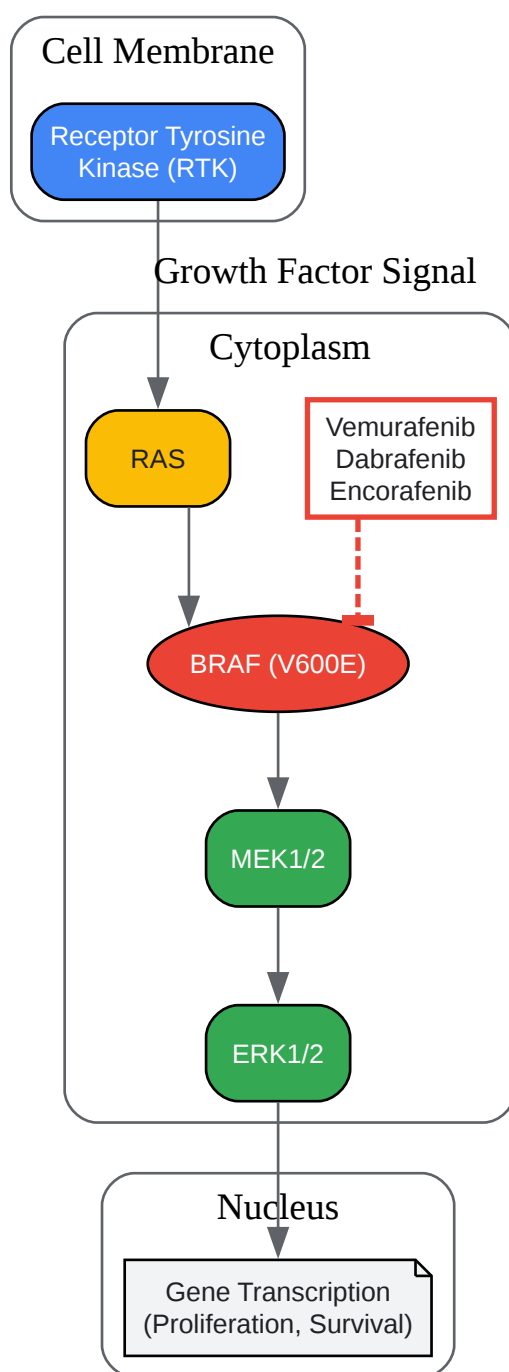 Cell Membrane
Receptor Tyrosine
Kinase (RTK)
Growth Factor Signal
Cytoplasm
RAS
Vemurafenib
Dabrafenib
Encorafenib
BRAF (V600E)
MEK1/2
ERK1/2
Nucleus
Gene Transcription
(Proliferation, Survival)